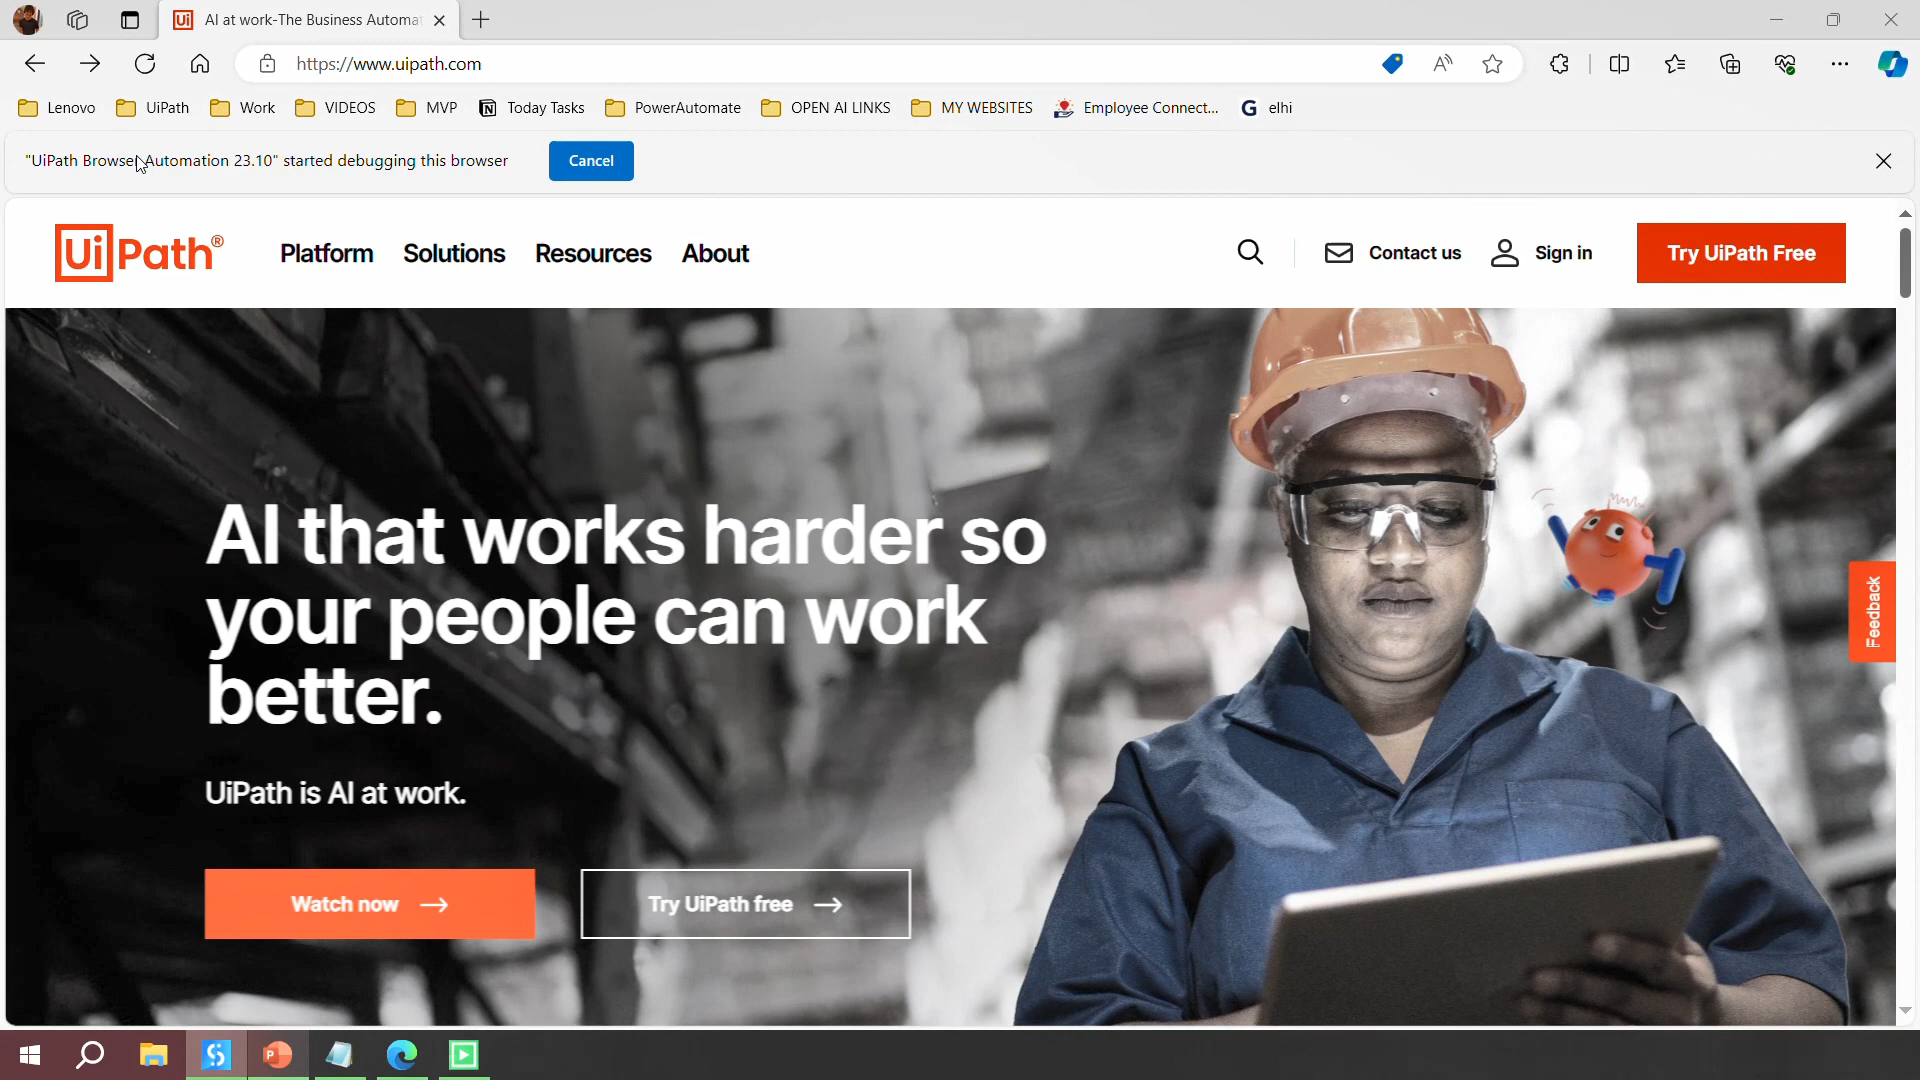 AI at work-The Business Automat
https://www.uipath.com
Lenovo UiPath Work VIDEOS MVP Today Tasks PowerAutomate OPEN AI LINKS MY WEBSITES Employee Connect... elhi
"UiPath Browser Automation 23.10" started debugging this browser Cancel
UiPath® Platform Solutions Resources About Contact us Sign in Try UiPath Free
AI that works harder so
your people can work
better.
Feedback
UiPath is AI at work.
Watch now Try UiPath free